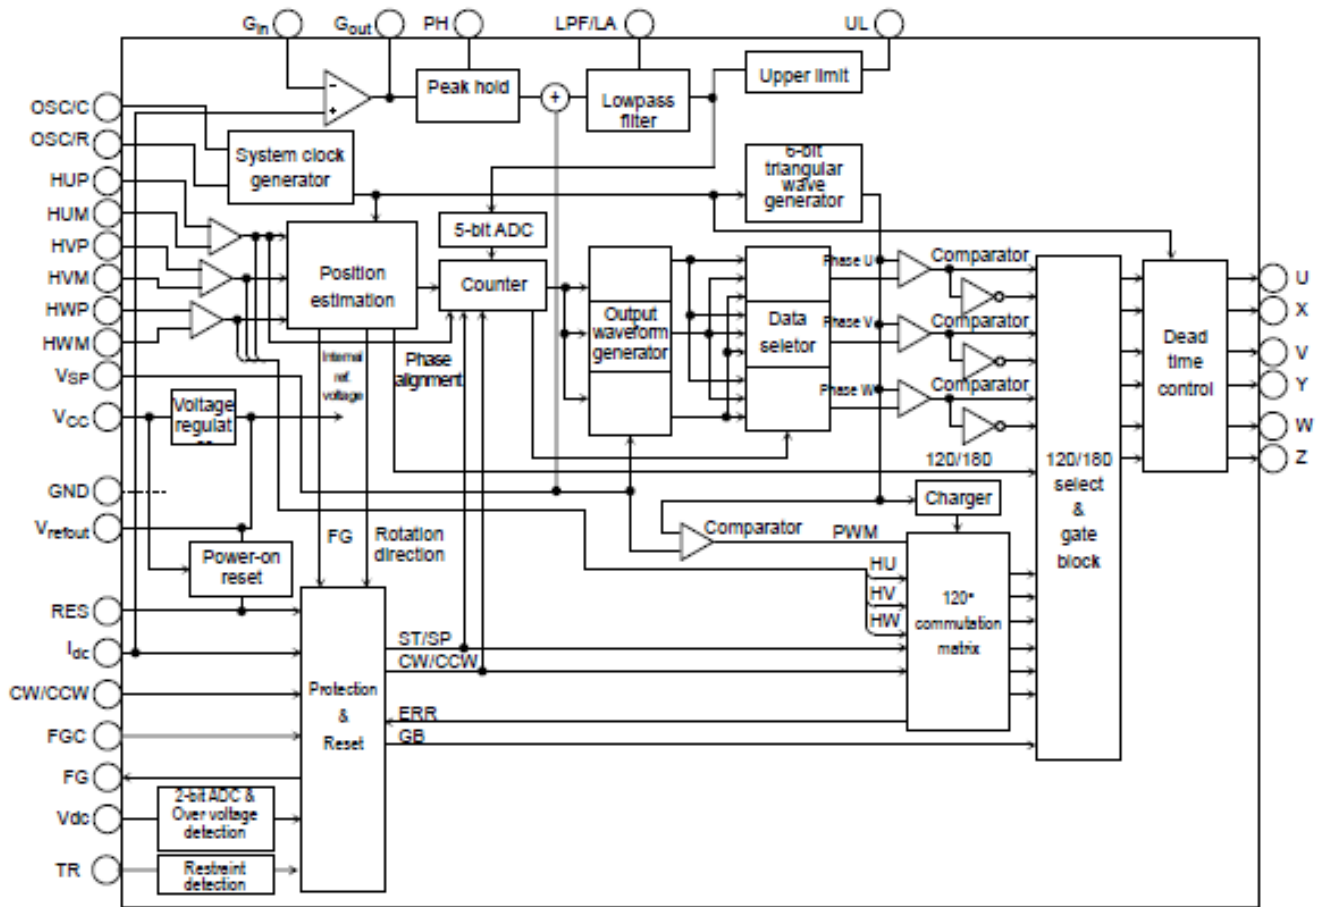 Gin
Gout
PH
LPF/LA
UL
OSC/C
OSC/R
HUP
HUM
HVP
HVM
HWP
HWM
VSP
VCC
GND
Vrefout
RES
Idc
CW/CCW
FGC
FG
Vdc
TR
−
+
Peak hold
+
Lowpass
filter
Upper limit
System clock
generator
6-bit
triangular
wave
generator
5-bit ADC
Position
estimation
Counter
Output
waveform
generator
Data
seletor
Phase U
Phase V
Phase W
Comparator
Comparator
Comparator
Internal
ref.
voltage
Phase
alignment
Voltage
regulat
120/180
120/180
select
&
gate
block
Dead
time
control
U
X
V
Y
W
Z
Charger
Comparator
PWM
Power-on
reset
FG
Rotation
direction
HU
HV
HW
120°
commutation
matrix
ST/SP
CW/CCW
ERR
GB
Protection
&
Reset
2-bit ADC &
Over voltage
detection
Restraint
detection